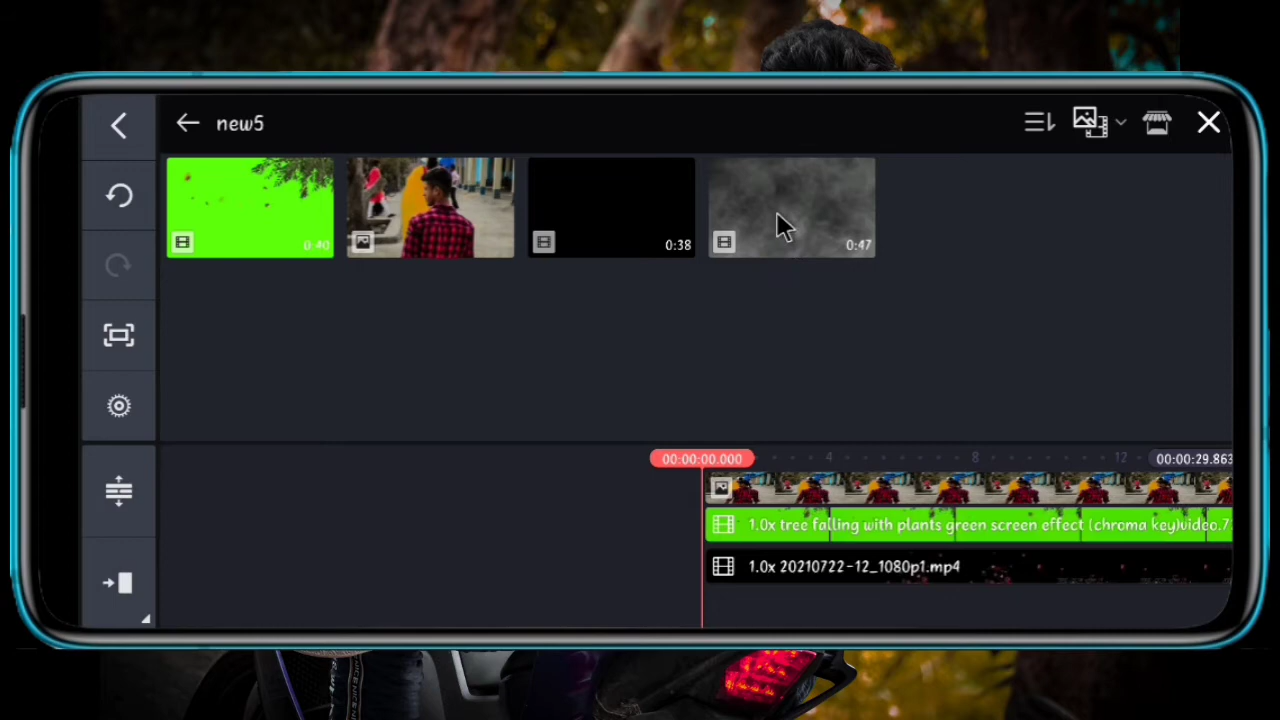 new5
0:40
0:38
0:47
00:00:00.000
4
8
12
00:00:29.863
1.0x tree falling with plants green screen effect (chroma key)video.7
1.0x 20210722-12_1080p1.mp4